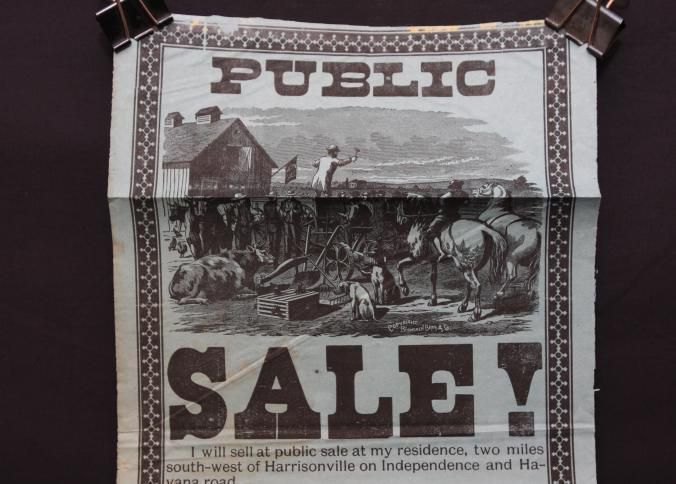 PUBLIC
SALE!
I will sell at public sale at my residence, two miles
south-west of Harrisonville on Independence and Ha-
vana road